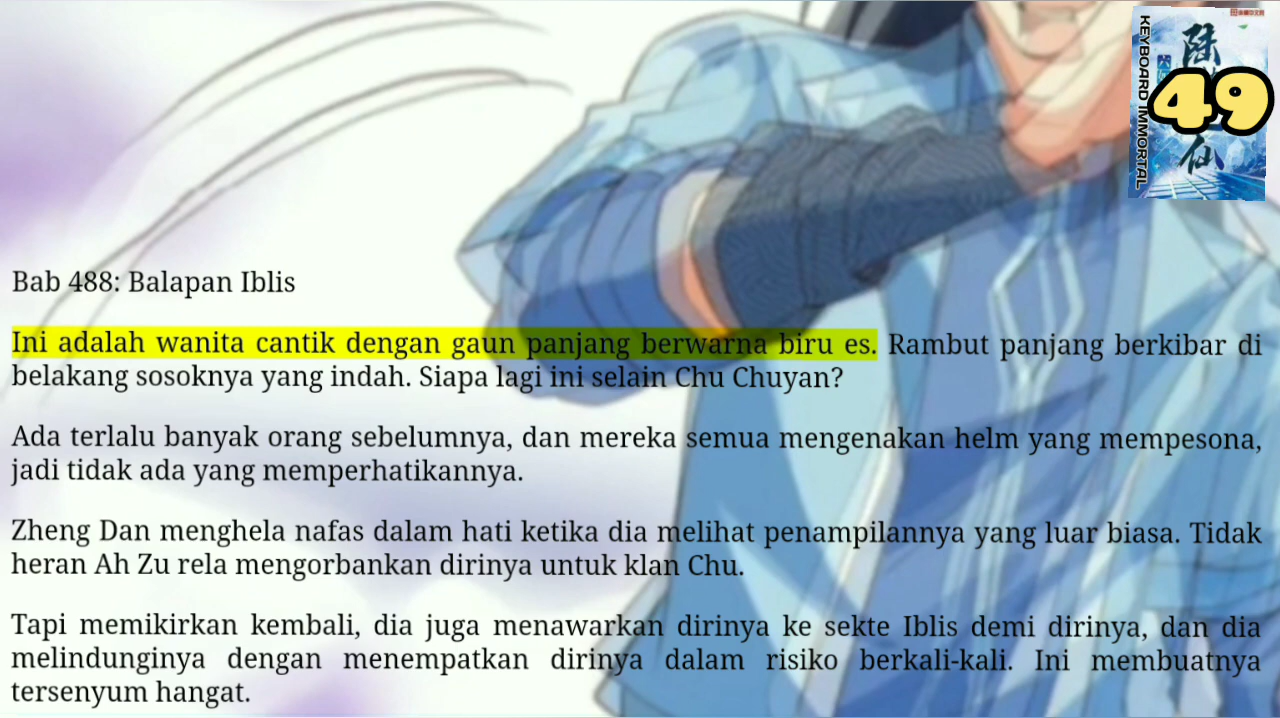 KEYBOARD IMMORTAL
陆
仙
49
Bab 488: Balapan Iblis
Ini adalah wanita cantik dengan gaun panjang berwarna biru es. Rambut panjang berkibar di
belakang sosoknya yang indah. Siapa lagi ini selain Chu Chuyan?
Ada terlalu banyak orang sebelumnya, dan mereka semua mengenakan helm yang mempesona,
jadi tidak ada yang memperhatikannya.
Zheng Dan menghela nafas dalam hati ketika dia melihat penampilannya yang luar biasa. Tidak
heran Ah Zu rela mengorbankan dirinya untuk klan Chu.
Tapi memikirkan kembali, dia juga menawarkan dirinya ke sekte Iblis demi dirinya, dan dia
melindunginya dengan menempatkan dirinya dalam risiko berkali-kali. Ini membuatnya
tersenyum hangat.